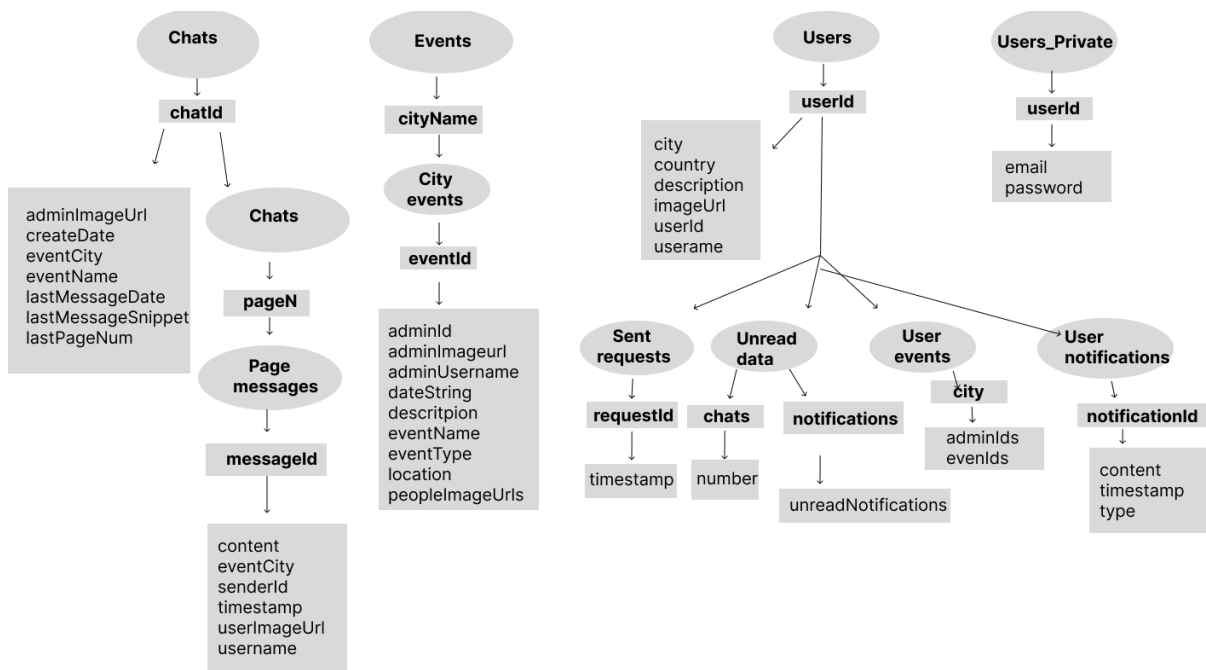 Chats
chatId
adminImageUrl
createDate
eventCity
eventName
lastMessageDate
lastMessageSnippet
lastPageNum
Chats
pageN
Page
messages
messageId
content
eventCity
senderId
timestamp
userImageUrl
username
Events
cityName
City
events
eventId
adminId
adminImageurl
adminUsername
dateString
descritpion
eventName
eventType
location
peopleImageUrls
Users
userId
city
country
description
imageUrl
userId
userame
Sent
requests
requestId
timestamp
Unread
data
chats
number
notifications
unreadNotifications
User
events
city
adminIds
evenIds
User
notifications
notificationId
content
timestamp
type
Users_Private
userId
email
password